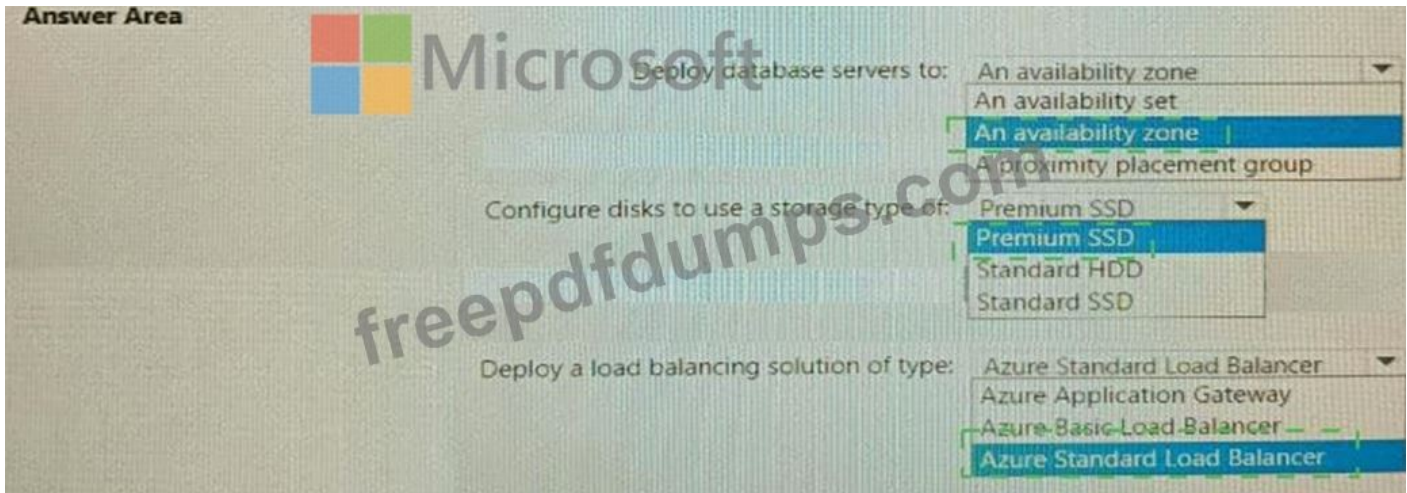 Answer Area
Microsoft
Deploy database servers to: An availability zone
An availability set
An availability zone
A proximity placement group
Configure disks to use a storage type of: Premium SSD
Premium SSD
Standard HDD
Standard SSD
freepdfdumps.com
Deploy a load balancing solution of type: Azure Standard Load Balancer
Azure Application Gateway
Azure Basic Load Balancer
Azure Standard Load Balancer